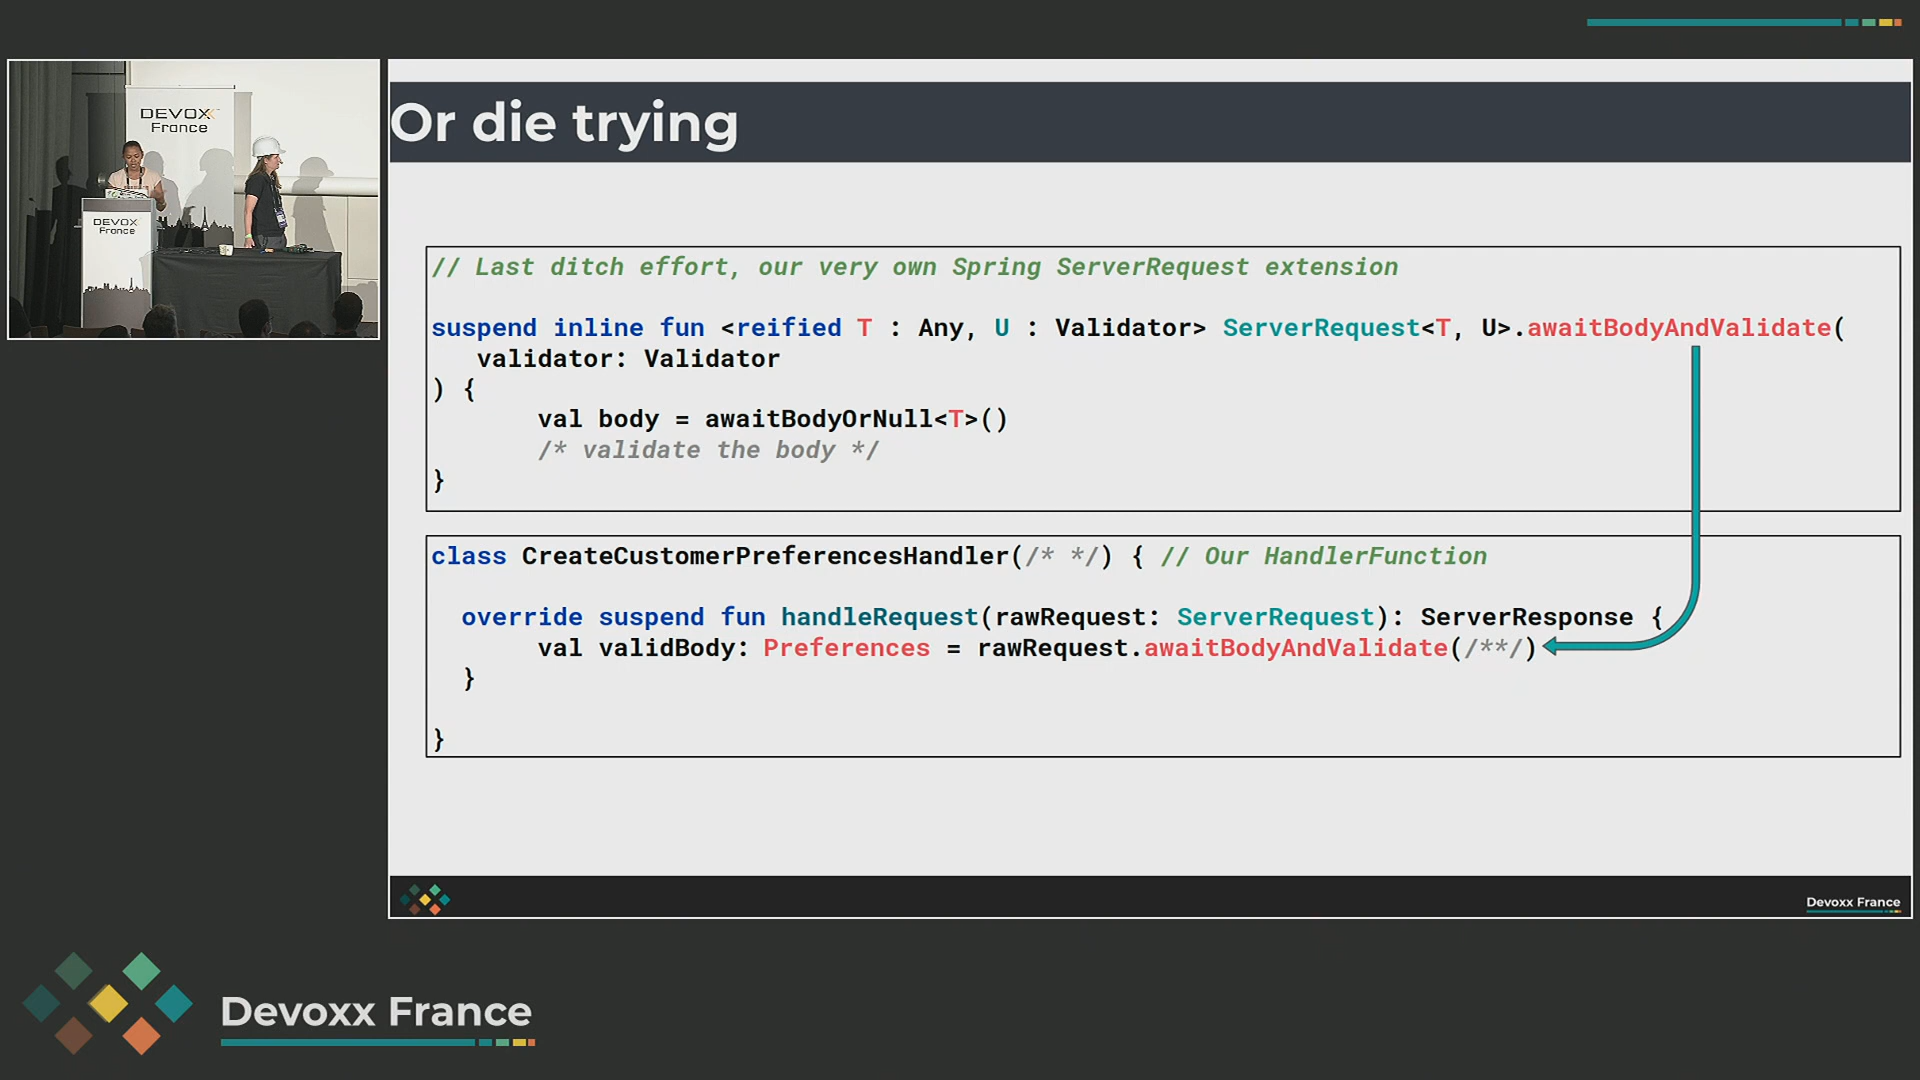 DEVOXX
France
DEVOXX
France
Or die trying
// Last ditch effort, our very own Spring ServerRequest extension
suspend inline fun <reified T : Any, U : Validator> ServerRequest<T, U>.awaitBodyAndValidate(
validator: Validator
) {
val body = awaitBodyOrNull<T>()
/* validate the body */
}
class CreateCustomerPreferencesHandler(/* */) { // Our HandlerFunction
override suspend fun handleRequest(rawRequest: ServerRequest): ServerResponse {
val validBody: Preferences = rawRequest.awaitBodyAndValidate(/**/)
}
}
Devoxx France
Devoxx France